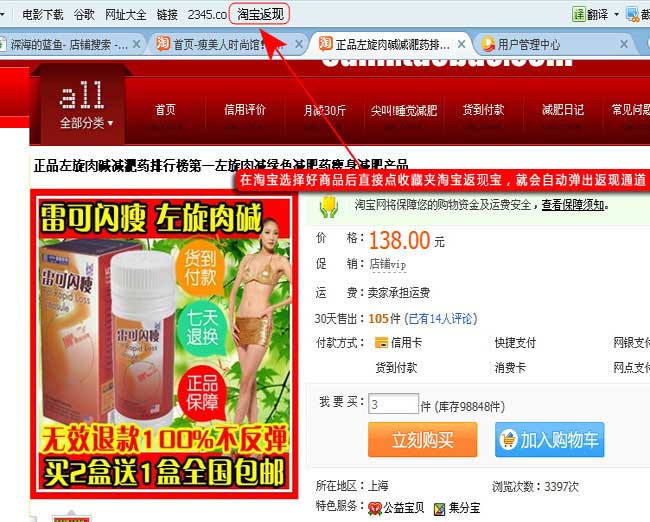 电影下载 谷歌 网址大全 链接 2345.co 淘宝返现 翻译
深海的蓝鱼- 店铺搜索 -... 首页-瘦美人时尚馆 正品左旋肉碱减灞药排... 用户管理中心
all
全部分类
首页 信用评价 月减30斤 尖叫!睡觉减肥 货到付款 减肥日记 常见问题
正品左旋肉碱减灞药排行榜第一左旋肉减绿色减肥药瘦身减肥产品
在淘宝选择好商品后直接点收藏夹淘宝返现宝,就会自动弹出返现通道
淘宝网将保障您的购物资金及运费安全,查看保障须知。
雷可闪瘦 左旋肉碱
货到付款
七天退换
正品保障
雷可闪瘦
Rapid Loss
雷可闪瘦
无效退款100%不反弹
买2盒送1盒全国包邮
价 格: 138.00 元
促 销: 店铺vip
运 费: 卖家承担运费
30天售出: 105件 (已有14人评论)
付款方式: 信用卡 快捷支付 网银支付
货到付款 消费卡 网点支付
我 要 买: 3 件 (库存98848件)
立刻购买 加入购物车
所在地区: 上海 浏览次数: 3397次
特色服务: 公益宝贝 集分宝